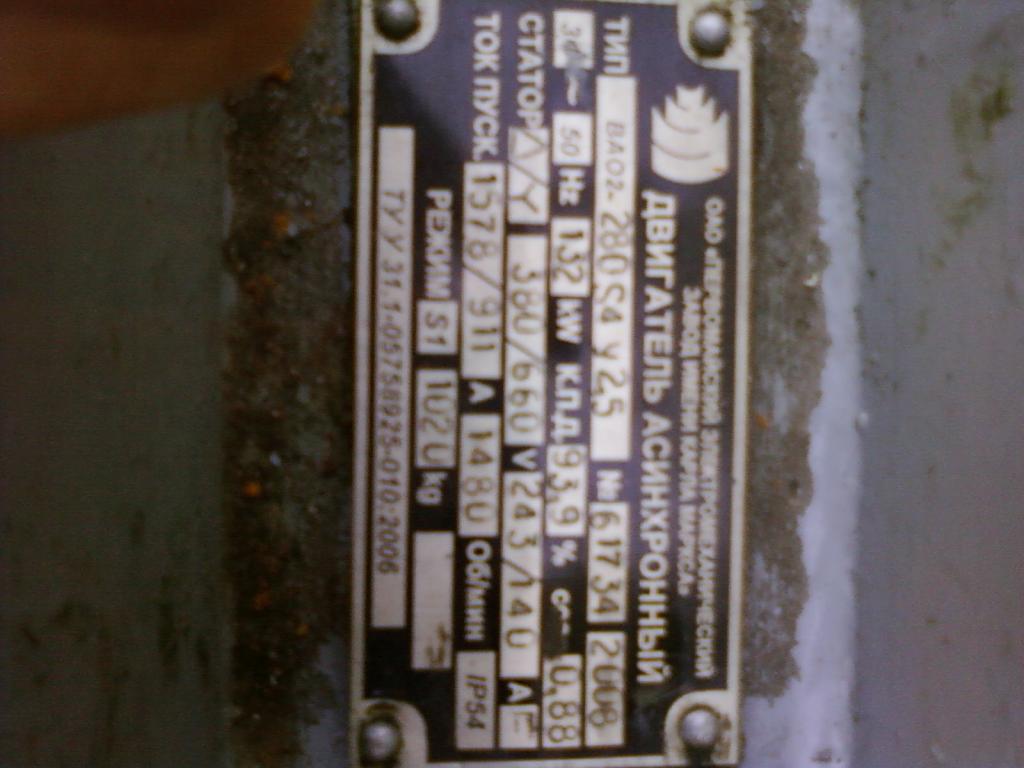 ОАО «ПЕРВОМАЙСКИЙ ЭЛЕКТРОМЕХАНИЧЕСКИЙ
ЗАВОД ИМЕНИ КАРЛА МАРКСА»
ДВИГАТЕЛЬ АСИНХРОННЫЙ
ТИП ВАО2-280S4 У2,5 № 61734 2008
3 ~ 50 Hz 132 kW КПД 93,9 % 0,88
СТАТОР △/Y 380/660 V 243/140 A F
ТОК ПУСК. 1578/911 A 1480 Об/мин IP54
РЕЖИМ S1 1020 kg
ТУ У 31.1-05758925-010:2006